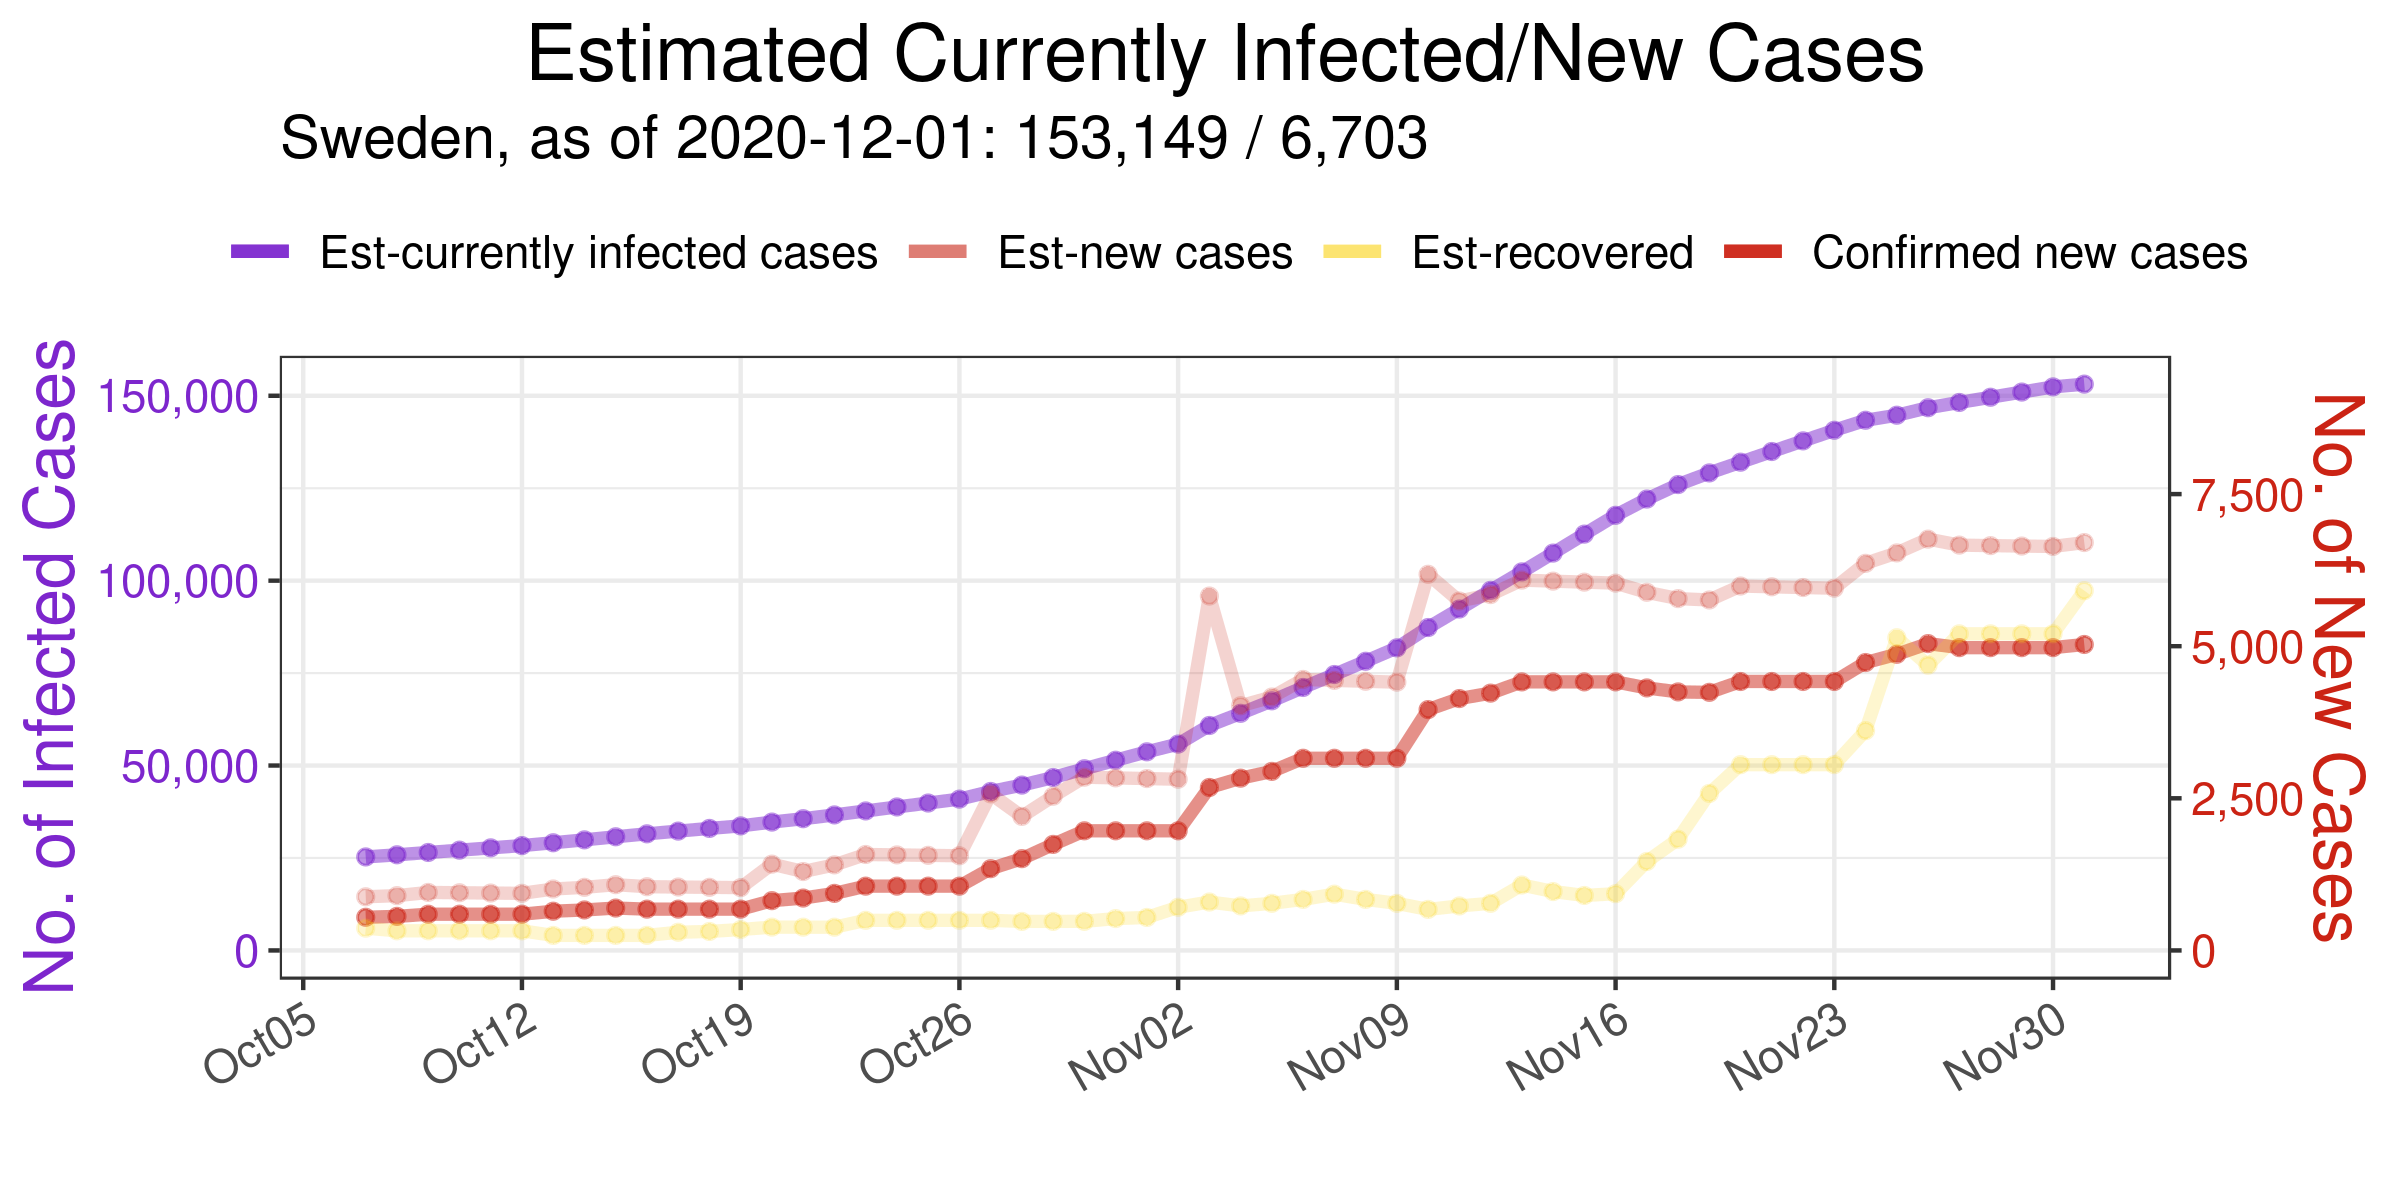 Estimated Currently Infected/New Cases
Sweden, as of 2020-12-01: 153,149 / 6,703
Est-currently infected cases Est-new cases Est-recovered Confirmed new cases
No. of Infected Cases
150,000
100,000
50,000
0
7,500
5,000
2,500
0
No. of New Cases
Oct05 Oct12 Oct19 Oct26 Nov02 Nov09 Nov16 Nov23 Nov30